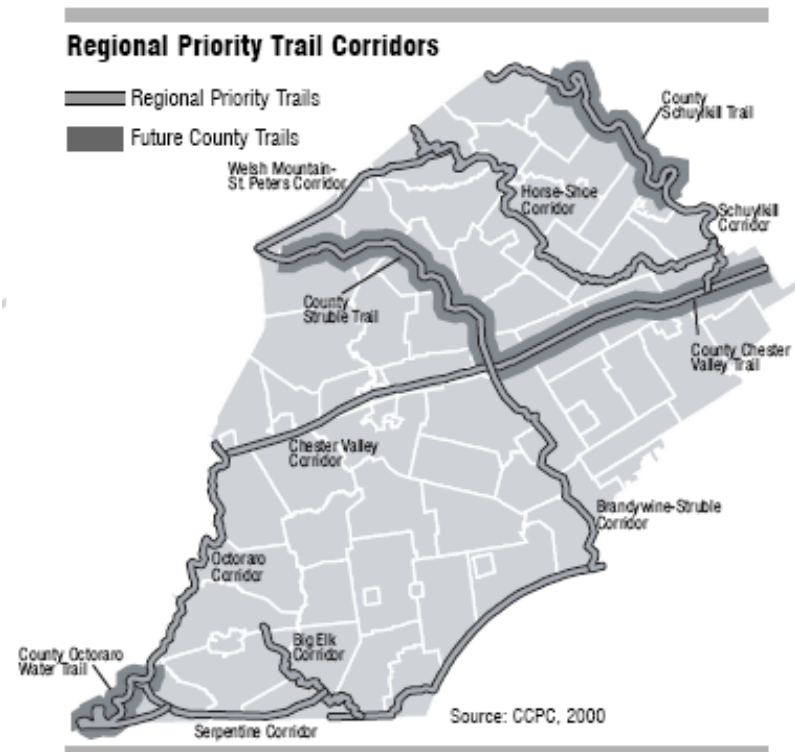 Regional Priority Trail Corridors
Regional Priority Trails
Future County Trails
County
Schuylkill Trail
Welsh Mountain-
St. Peters Corridor
Horse-Shoe
Corridor
Schuylkill
Corridor
County
Struble Trail
County Chester
Valley Trail
Chester Valley
Corridor
Brandywine-Struble
Corridor
Octoraro
Corridor
Big Elk
Corridor
County Octoraro
Water Trail
Serpentine Corridor
Source: CCPC, 2000